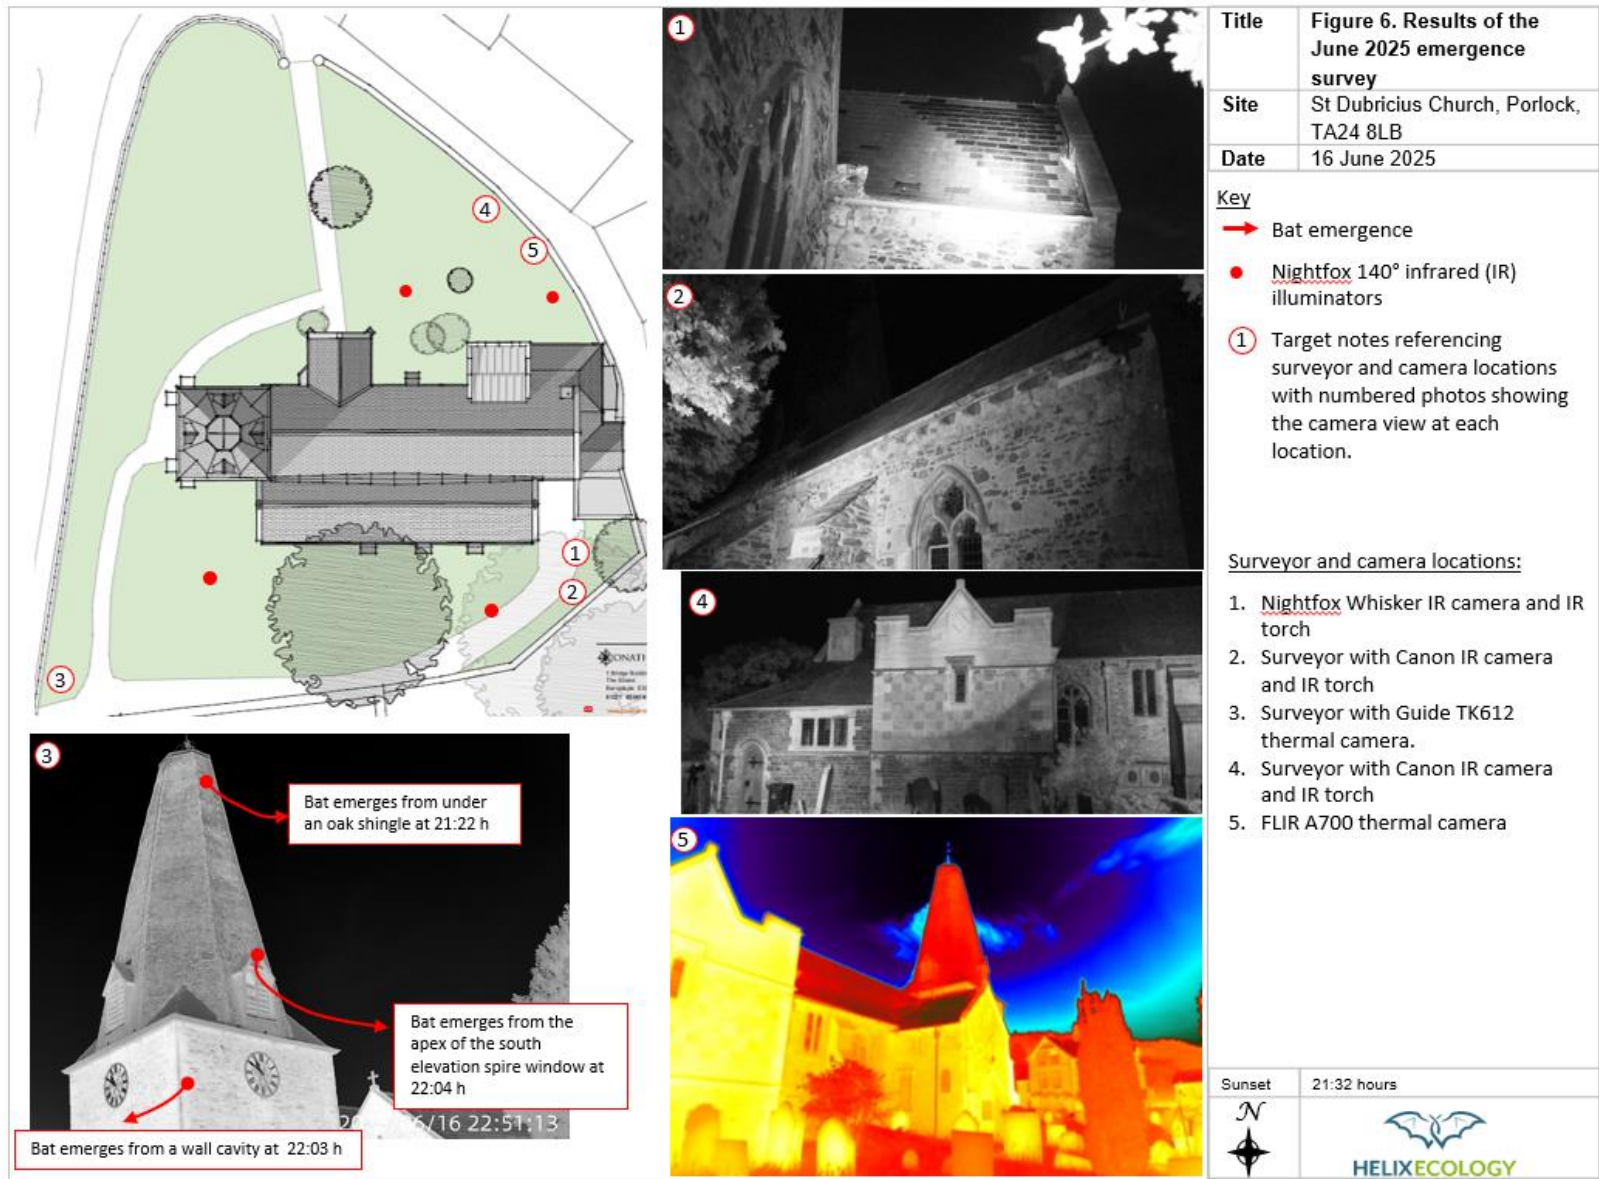 Title
Figure 6. Results of the
June 2025 emergence
survey
Site
St Dubricius Church, Porlock,
TA24 8LB
Date
16 June 2025
Key
Bat emergence
Nightfox 140° infrared (IR)
illuminators
1
Target notes referencing
surveyor and camera locations
with numbered photos showing
the camera view at each
location.
Surveyor and camera locations:
1. Nightfox Whisker IR camera and IR
torch
2. Surveyor with Canon IR camera
and IR torch
3. Surveyor with Guide TK612
thermal camera.
4. Surveyor with Canon IR camera
and IR torch
5. FLIR A700 thermal camera
Sunset
21:32 hours
N
HELIXECOLOGY
4
5
1
2
3
1
2
4
5
3
Bat emerges from under
an oak shingle at 21:22 h
Bat emerges from the
apex of the south
elevation spire window at
22:04 h
Bat emerges from a wall cavity at 22:03 h
/16 22:51:13